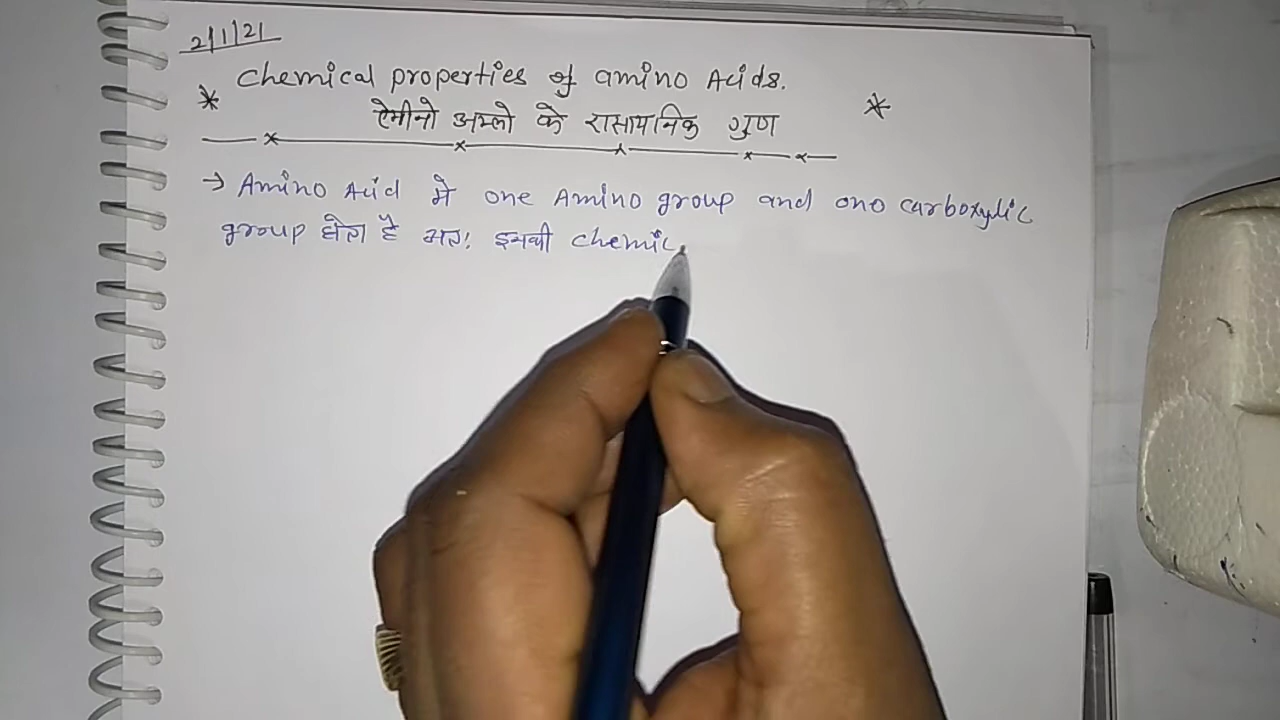 2/1/21
Chemical properties of amino Acids.
* ऐमीनो अम्लो के रासायनिक गुण *
→ Amino Acid मे one Amino group and one carboxylic
group होता है अतः इनकी chemic